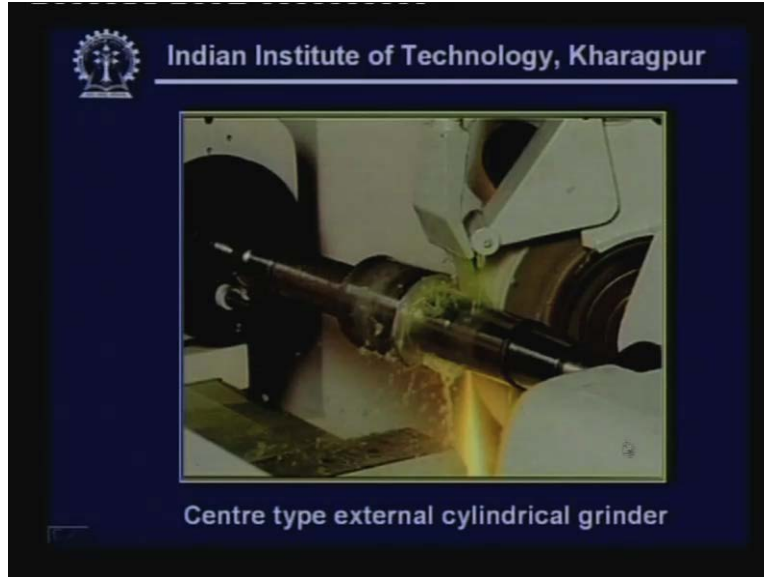 Indian Institute of Technology, Kharagpur
Centre type external cylindrical grinder